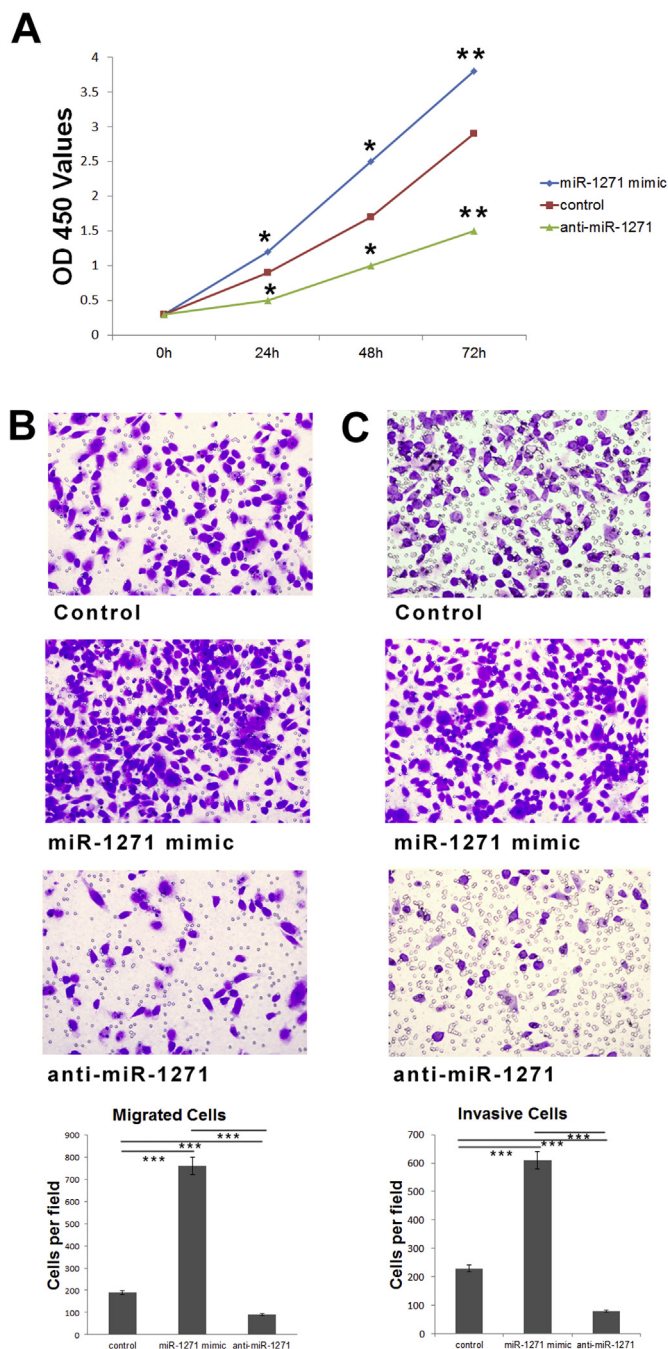 A
OD 450 Values
4
3.5
3
2.5
2
1.5
1
0.5
0
0h 24h 48h 72h
*
*
**
*
*
**
miR-1271 mimic
control
anti-miR-1271
B
Control
miR-1271 mimic
anti-miR-1271
Migrated Cells
Cells per field
900
800
700
600
500
400
300
200
100
0
***
***
***
control miR-1271 mimic anti-miR-1271
C
Control
miR-1271 mimic
anti-miR-1271
Invasive Cells
Cells per field
700
600
500
400
300
200
100
0
***
***
***
control miR-1271 mimic anti-miR-1271